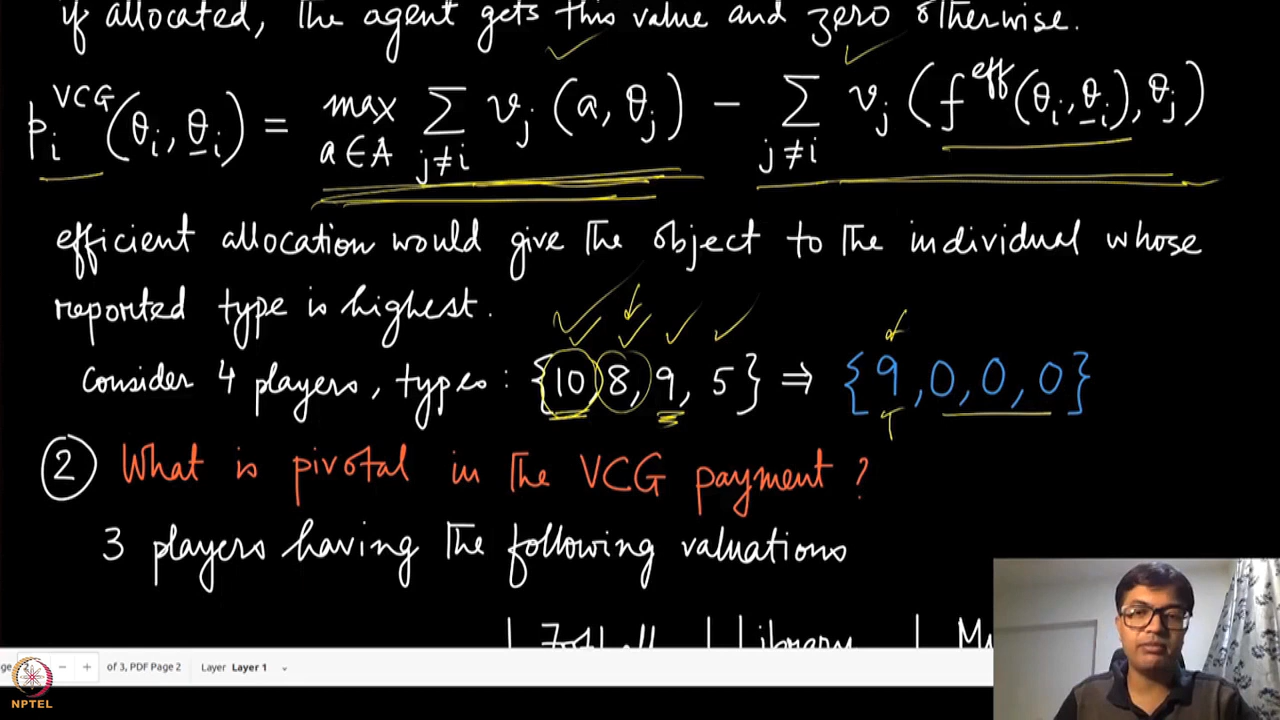 if allocated, the agent gets this value and zero otherwise.
p_i^VCG (θ_i, θ_-i) = max_{a∈A} Σ_{j≠i} v_j (a, θ_j) − Σ_{j≠i} v_j (f^eff(θ_i, θ_-i), θ_j)
efficient allocation would give the object to the individual whose
reported type is highest.
Consider 4 players, types : {10, 8, 9, 5} ⇒ {9, 0, 0, 0}
② What is pivotal in the VCG payment ?
3 players having the following valuations
Football | Library
of 3, PDF Page 2 Layer Layer 1
NPTEL